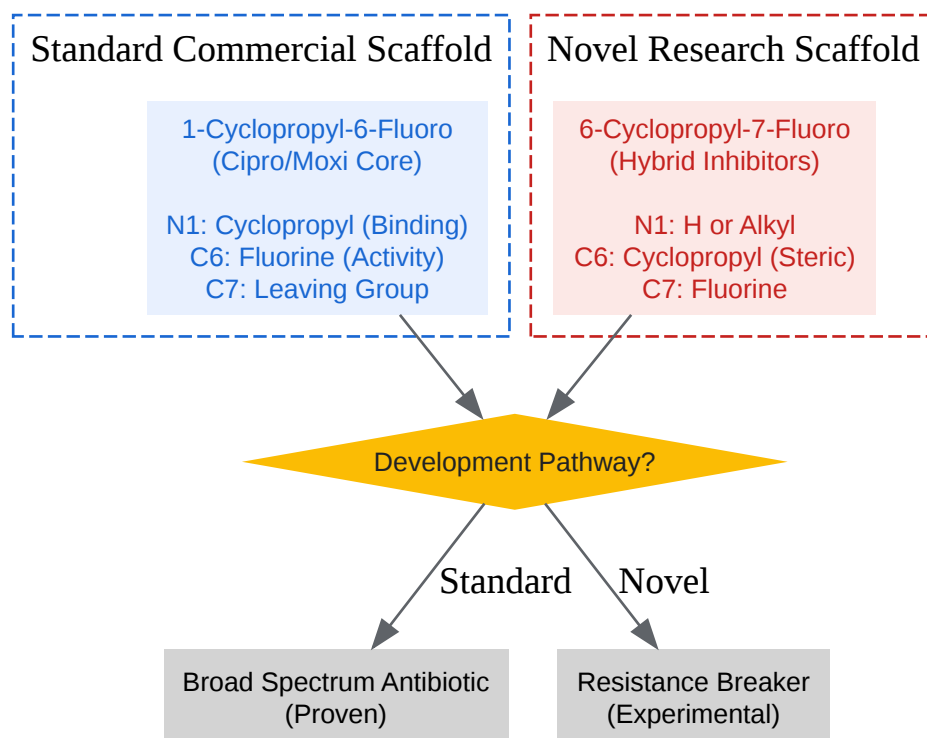 Standard Commercial Scaffold
1-Cyclopropyl-6-Fluoro
(Cipro/Moxi Core)
N1: Cyclopropyl (Binding)
C6: Fluorine (Activity)
C7: Leaving Group
Novel Research Scaffold
6-Cyclopropyl-7-Fluoro
(Hybrid Inhibitors)
N1: H or Alkyl
C6: Cyclopropyl (Steric)
C7: Fluorine
Development Pathway?
Standard
Novel
Broad Spectrum Antibiotic
(Proven)
Resistance Breaker
(Experimental)